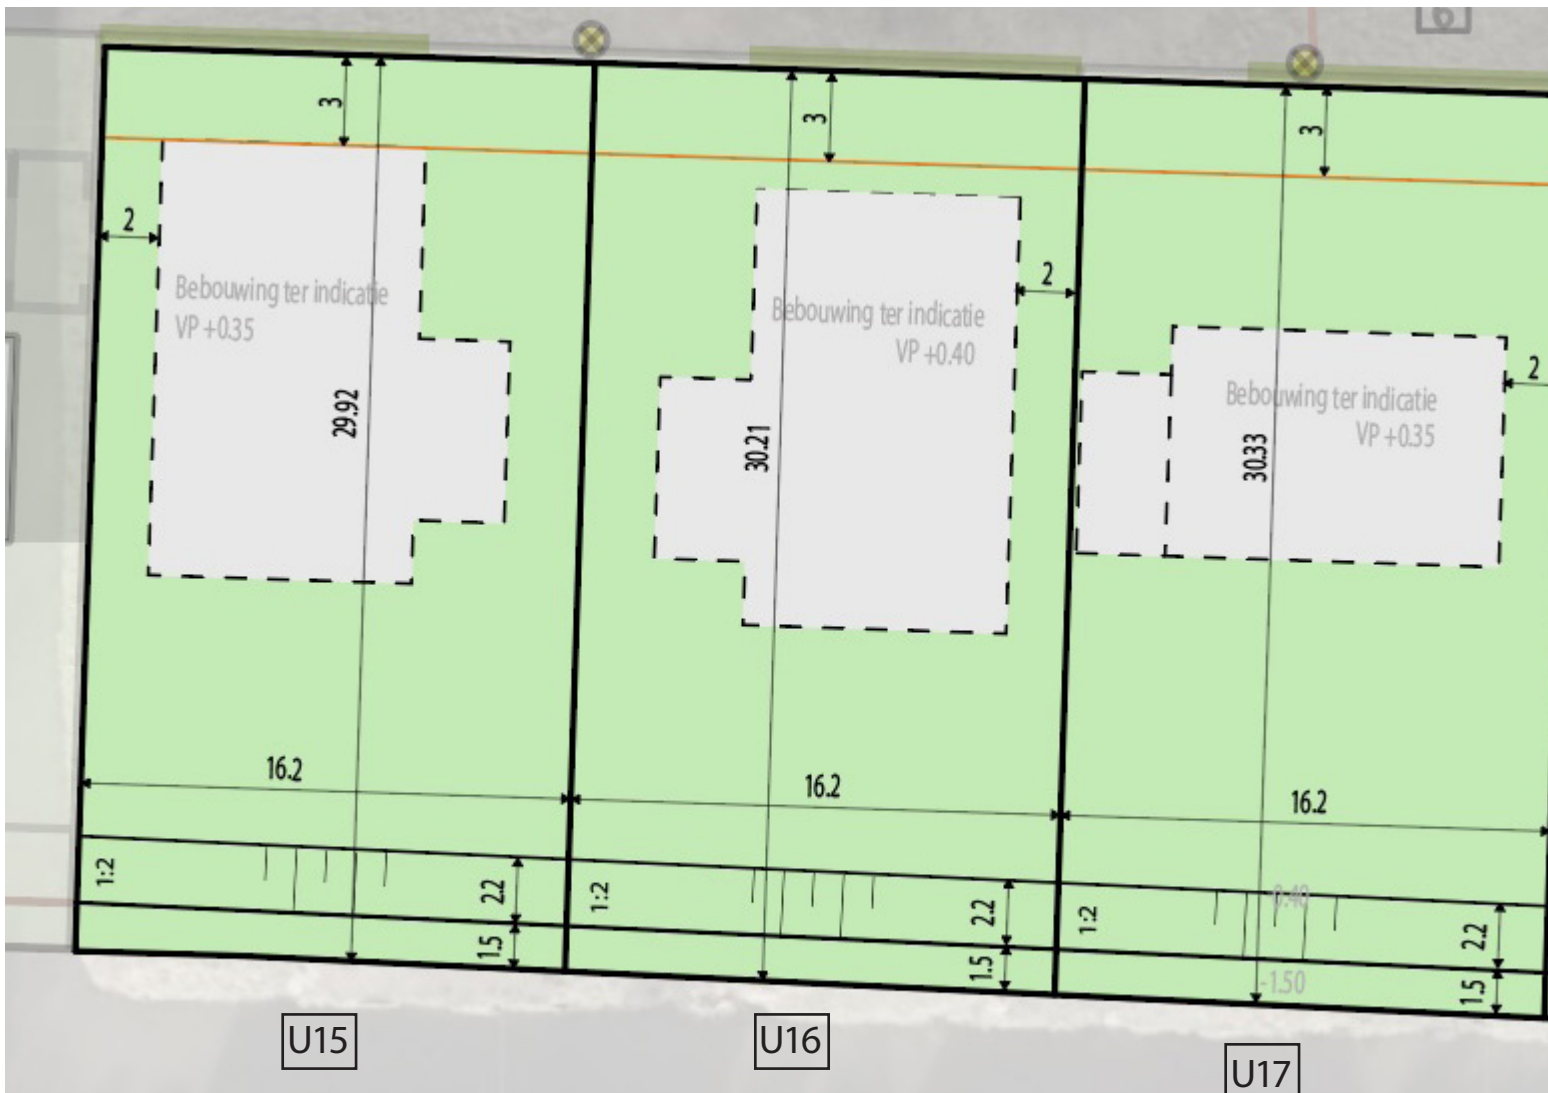 6
3
3
3
2
2
2
Bebouwing ter indicatie
VP +0.35
Bebouwing ter indicatie
VP +0.40
Bebouwing ter indicatie
VP +0.35
29.92
30.21
30.33
16.2
16.2
16.2
1:2
2.2
1:2
2.2
1:2
-0.40
2.2
1.5
1.5
-1.50
1.5
U15
U16
U17